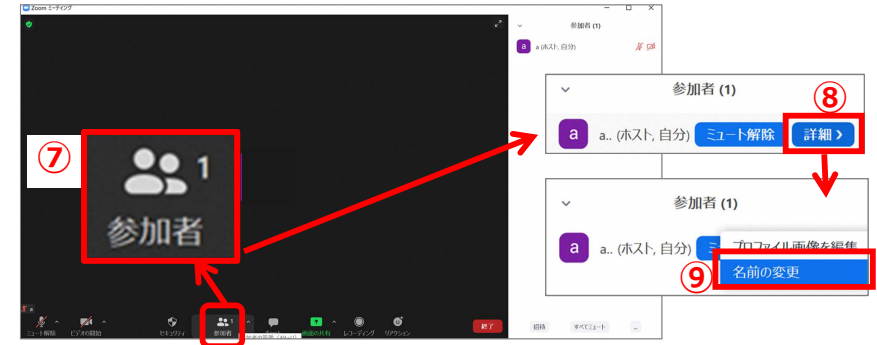 Zoom ミーティング
参加者 (1)
a
a (ホスト, 自分)
⑦
1
参加者
⑧
参加者 (1)
a
a.. (ホスト, 自分)
ミュート解除
詳細 >
参加者 (1)
a
a.. (ホスト, 自分)
プロファイル画像を編集
⑨
名前の変更
a
ミュート解除
ビデオの開始
セキュリティ
1
参加者
画面の共有
レコーディング
リアクション
終了
招待
すべてミュート
...